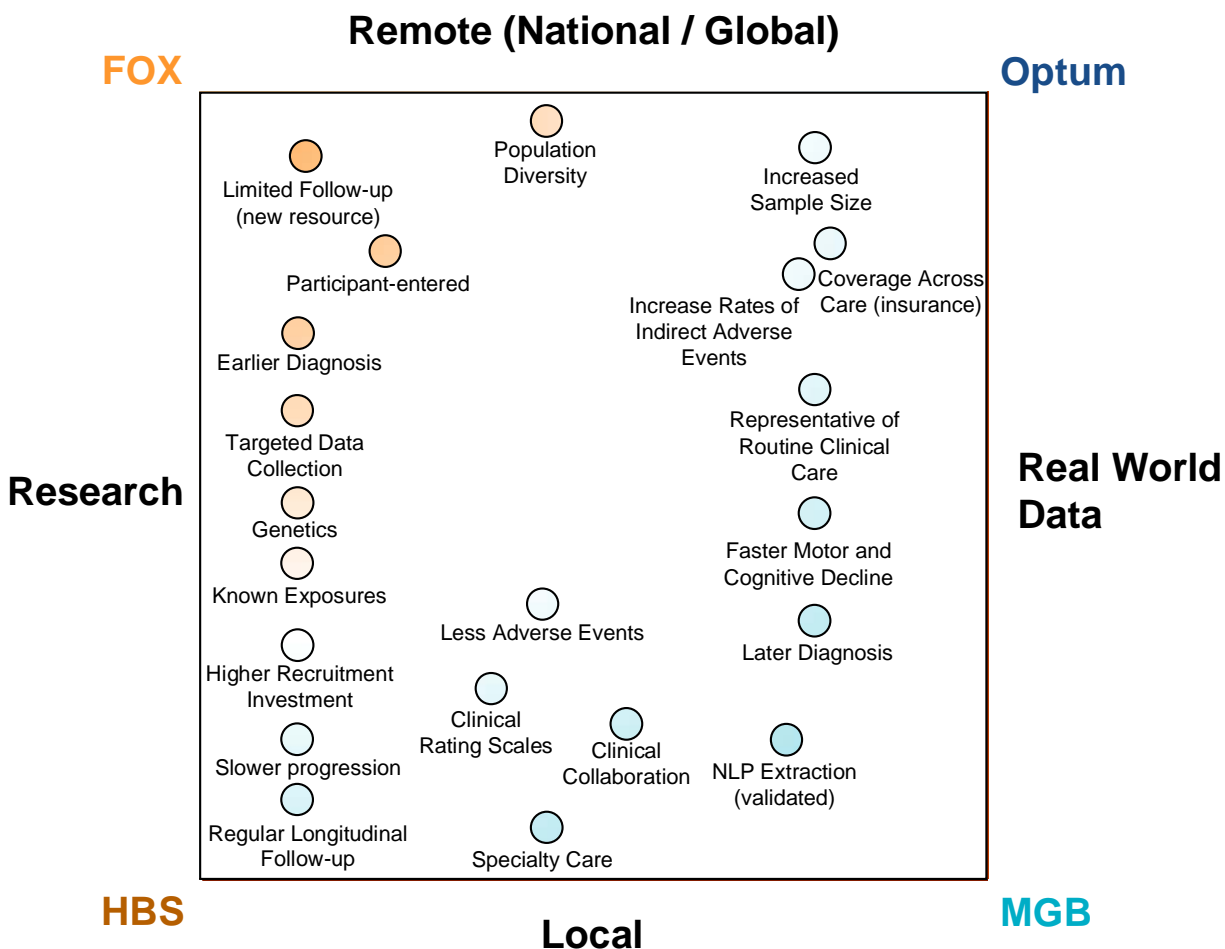 Remote (National / Global)
FOX
Optum
Population
Diversity
Limited Follow-up
(new resource)
Increased
Sample Size
Participant-entered
Coverage Across
Care (insurance)
Increase Rates of
Indirect Adverse
Events
Earlier Diagnosis
Targeted Data
Collection
Representative of
Routine Clinical
Care
Research
Real World
Data
Genetics
Faster Motor and
Cognitive Decline
Known Exposures
Less Adverse Events
Later Diagnosis
Higher Recruitment
Investment
Clinical
Rating Scales
Clinical
Collaboration
Slower progression
NLP Extraction
(validated)
Regular Longitudinal
Follow-up
Specialty Care
HBS
Local
MGB